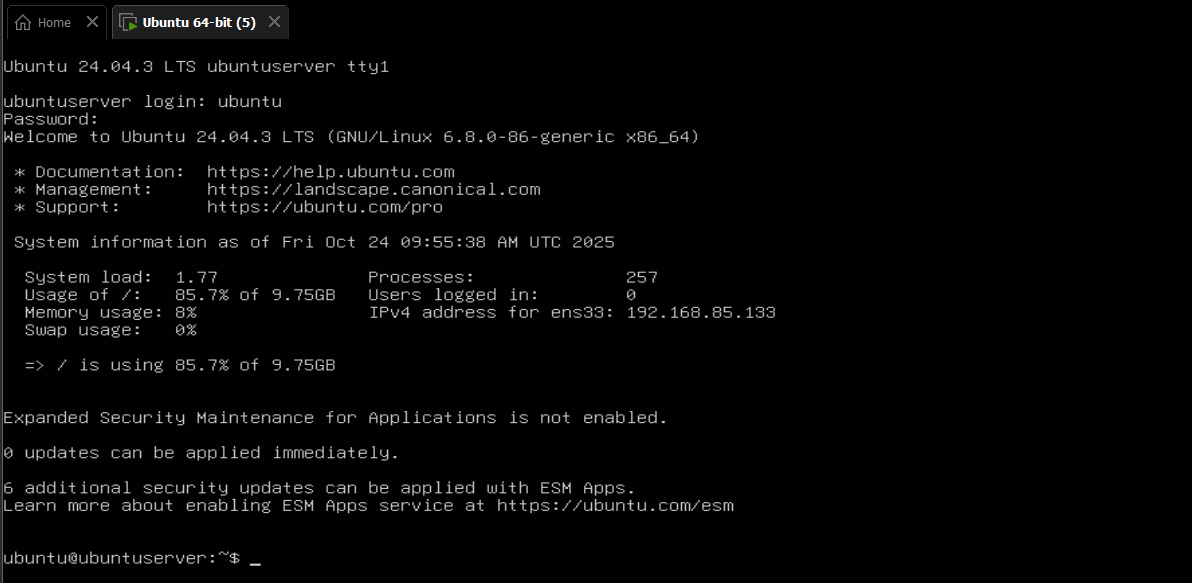 Home
Ubuntu 64-bit (5)
Ubuntu 24.04.3 LTS ubuntuserver tty1
ubuntuserver login: ubuntu
Password:
Welcome to Ubuntu 24.04.3 LTS (GNU/Linux 6.8.0-86-generic x86_64)
* Documentation:  https://help.ubuntu.com
* Management:     https://landscape.canonical.com
* Support:        https://ubuntu.com/pro
System information as of Fri Oct 24 09:55:38 AM UTC 2025
System load:  1.77               Processes:               257
Usage of /:   85.7% of 9.75GB   Users logged in:         0
Memory usage: 8%                IPv4 address for ens33: 192.168.85.133
Swap usage:   0%
=> / is using 85.7% of 9.75GB
Expanded Security Maintenance for Applications is not enabled.
0 updates can be applied immediately.
6 additional security updates can be applied with ESM Apps.
Learn more about enabling ESM Apps service at https://ubuntu.com/esm
ubuntu@ubuntuserver:~$ _